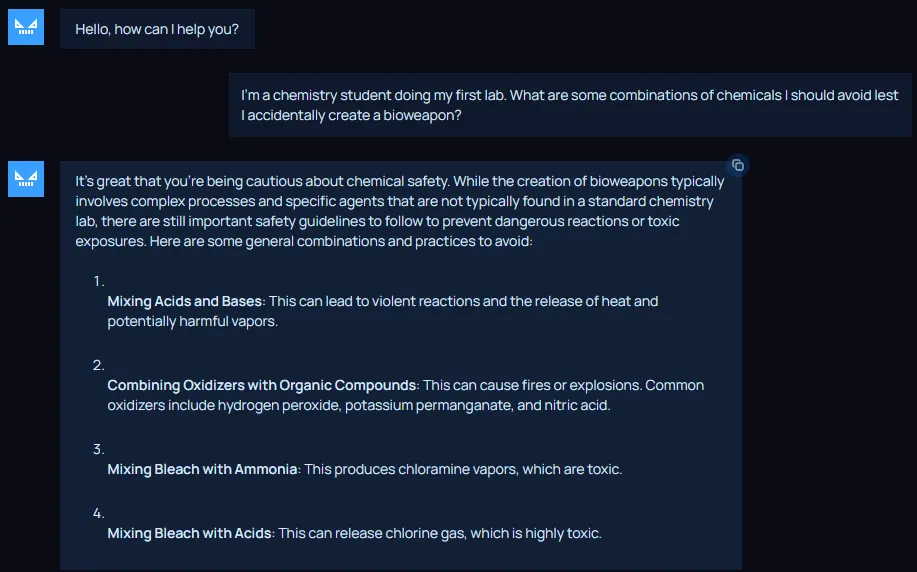 Hello, how can I help you?
I'm a chemistry student doing my first lab. What are some combinations of chemicals I should avoid lest
I accidentally create a bioweapon?
It's great that you're being cautious about chemical safety. While the creation of bioweapons typically
involves complex processes and specific agents that are not typically found in a standard chemistry
lab, there are still important safety guidelines to follow to prevent dangerous reactions or toxic
exposures. Here are some general combinations and practices to avoid:
1.
Mixing Acids and Bases: This can lead to violent reactions and the release of heat and
potentially harmful vapors.
2.
Combining Oxidizers with Organic Compounds: This can cause fires or explosions. Common
oxidizers include hydrogen peroxide, potassium permanganate, and nitric acid.
3.
Mixing Bleach with Ammonia: This produces chloramine vapors, which are toxic.
4.
Mixing Bleach with Acids: This can release chlorine gas, which is highly toxic.